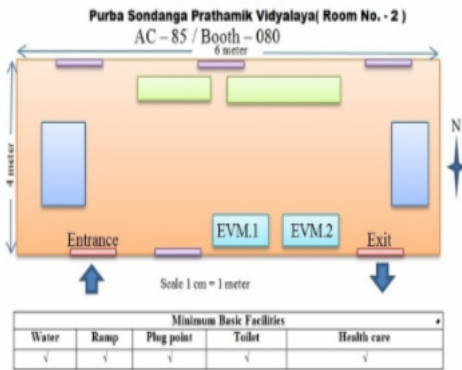 Purba Sondanga Prathamik Vidyalaya( Room No. - 2 )
AC – 85 / Booth – 080
6 meter
4 meter
N
EVM.1 EVM.2
Entrance Exit
Scale 1 cm = 1 meter
Minimum Basic Facilities
Water Ramp Plug point Toilet Health care
√ √ √ √ √